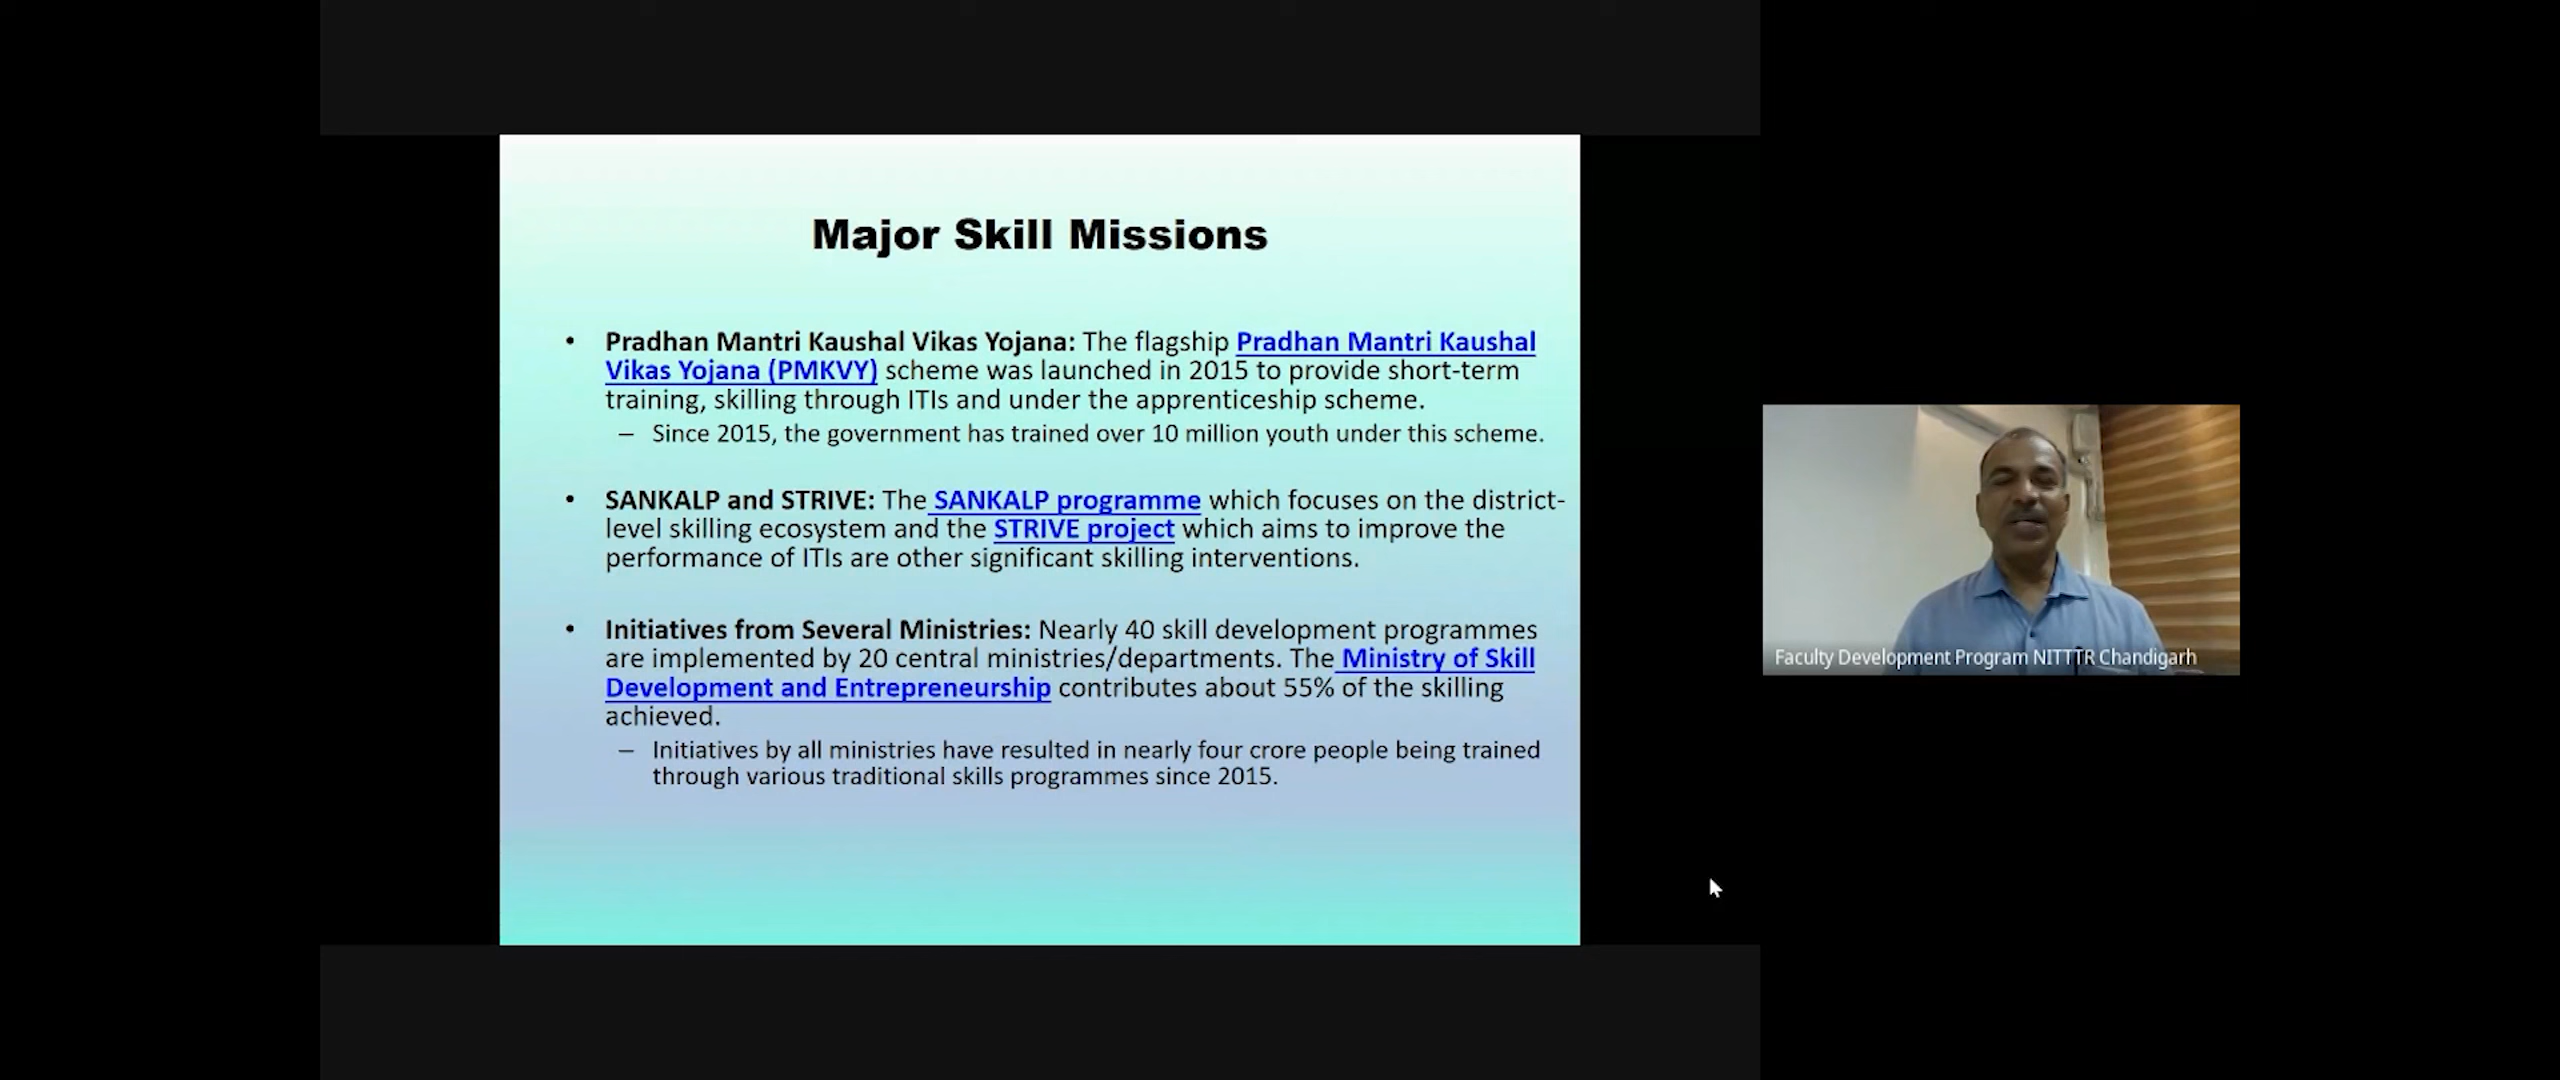 Major Skill Missions
• Pradhan Mantri Kaushal Vikas Yojana: The flagship Pradhan Mantri Kaushal
Vikas Yojana (PMKVY) scheme was launched in 2015 to provide short-term
training, skilling through ITIs and under the apprenticeship scheme.
– Since 2015, the government has trained over 10 million youth under this scheme.
• SANKALP and STRIVE: The SANKALP programme which focuses on the district-
level skilling ecosystem and the STRIVE project which aims to improve the
performance of ITIs are other significant skilling interventions.
• Initiatives from Several Ministries: Nearly 40 skill development programmes
are implemented by 20 central ministries/departments. The Ministry of Skill
Development and Entrepreneurship contributes about 55% of the skilling
achieved.
– Initiatives by all ministries have resulted in nearly four crore people being trained
through various traditional skills programmes since 2015.
Faculty Development Program NITTTR Chandigarh